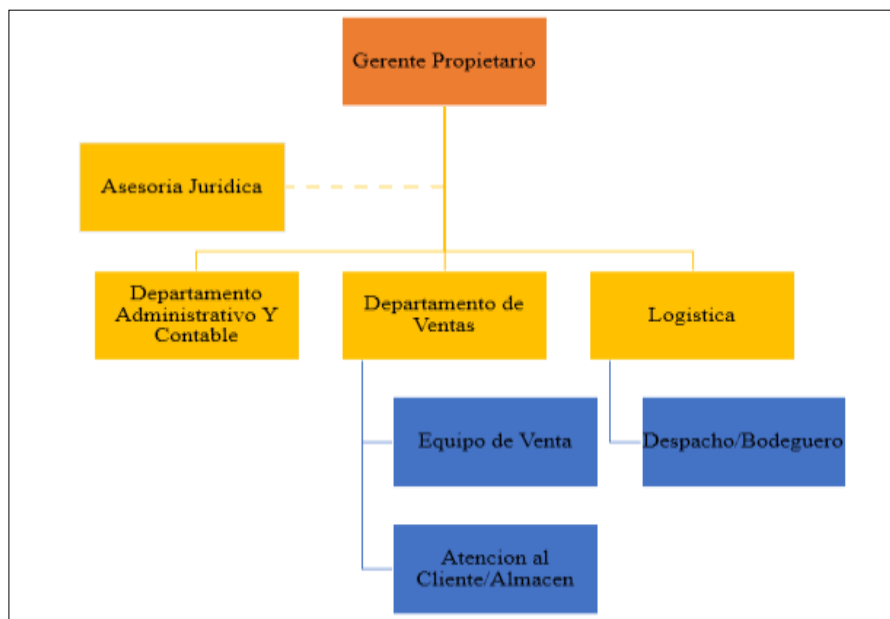 Gerente Propietario
Asesoria Juridica
Departamento
Administrativo Y
Contable
Departamento de
Ventas
Logistica
Equipo de Venta
Despacho/Bodeguero
Atencion al
Cliente/Almacen